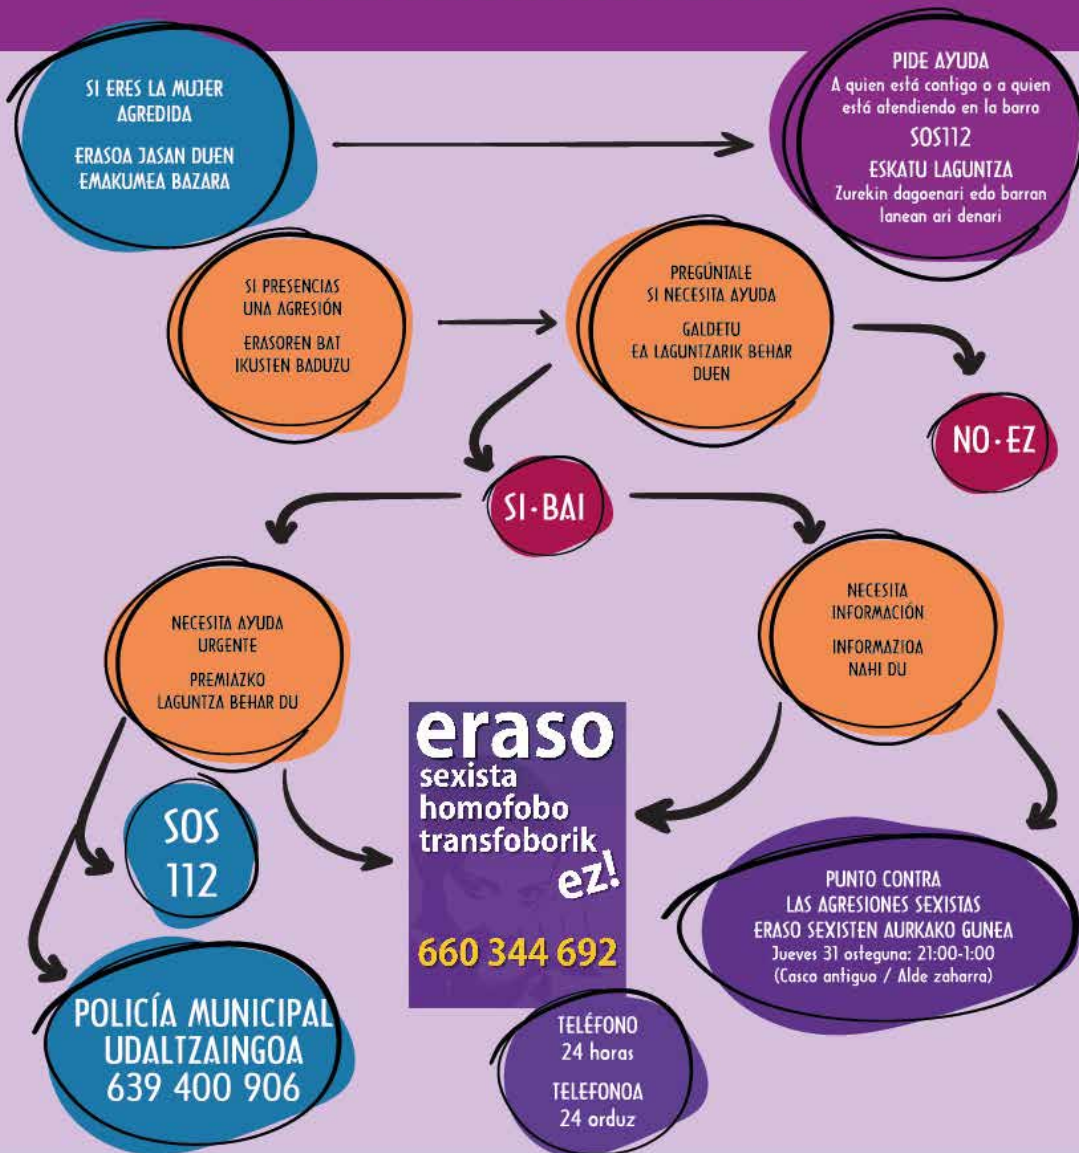 SI ERES LA MUJER
AGREDIDA
ERASOA JASAN DUEN
EMAKUMEA BAZARA
PIDE AYUDA
A quien está contigo o a quien
está atendiendo en la barra
SOS112
ESKATU LAGUNTZA
Zurekin dagoenari edo barran
lanean ari denari
SI PRESENCIAS
UNA AGRESIÓN
ERASOREN BAT
IKUSTEN BADUZU
PREGÚNTALE
SI NECESITA AYUDA
GALDETU
EA LAGUNTZARIK BEHAR
DUEN
NO·EZ
SI·BAI
NECESITA AYUDA
URGENTE
PREMIAZKO
LAGUNTZA BEHAR DU
NECESITA
INFORMACIÓN
INFORMAZIOA
NAHI DU
eraso
sexista
homofobo
transfoborik
ez!
660 344 692
SOS
112
PUNTO CONTRA
LAS AGRESIONES SEXISTAS
ERASO SEXISTEN AURKAKO GUNEA
Jueves 31 osteguna: 21:00-1:00
(Casco antiguo / Alde zaharra)
POLICÍA MUNICIPAL
UDALTZAINGOA
639 400 906
TELÉFONO
24 horas
TELEFONOA
24 orduz